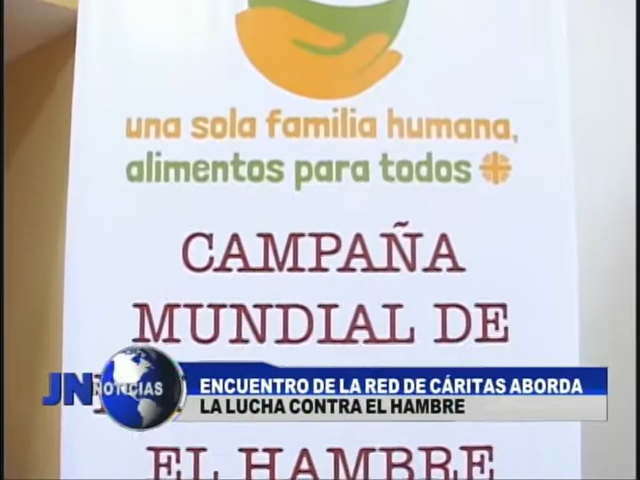 una sola familia humana,
alimentos para todos
CAMPAÑA
MUNDIAL DE
JN NOTICIAS
ENCUENTRO DE LA RED DE CÁRITAS ABORDA
LA LUCHA CONTRA EL HAMBRE
EL HAMBRE